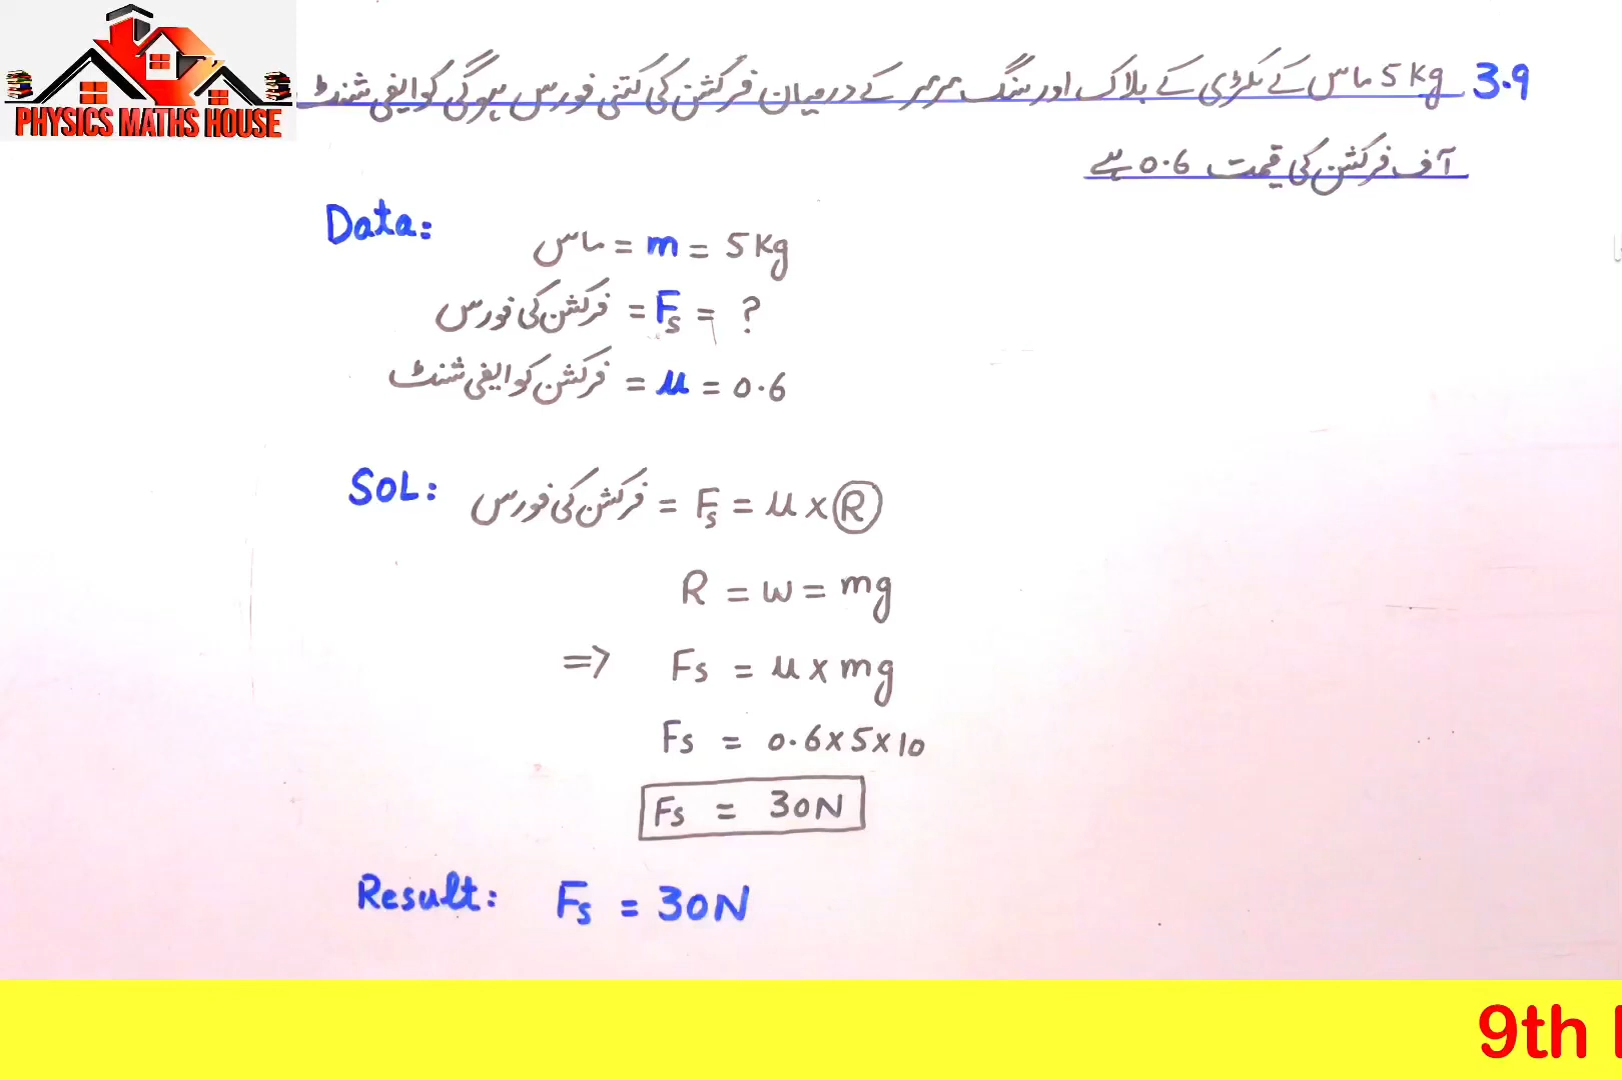 PHYSICS MATHS HOUSE
3.9 5 kg ماس کے لکڑی کے بلاک اور سنگ مرمر کے درمیان فرکشن کی کتنی فورس ہوگی کوایفی شنٹ
آف فرکشن کی قیمت 0.6 ہے
Data:
ماس = m = 5 Kg
فرکشن کی فورس = Fs = ?
فرکشن کوایفی شنٹ = μ = 0.6
SOL: فرکشن کی فورس = Fs = μ × R
R = w = mg
=> Fs = μ × mg
Fs = 0.6 × 5 × 10
Fs = 30N
Result: Fs = 30N
9th